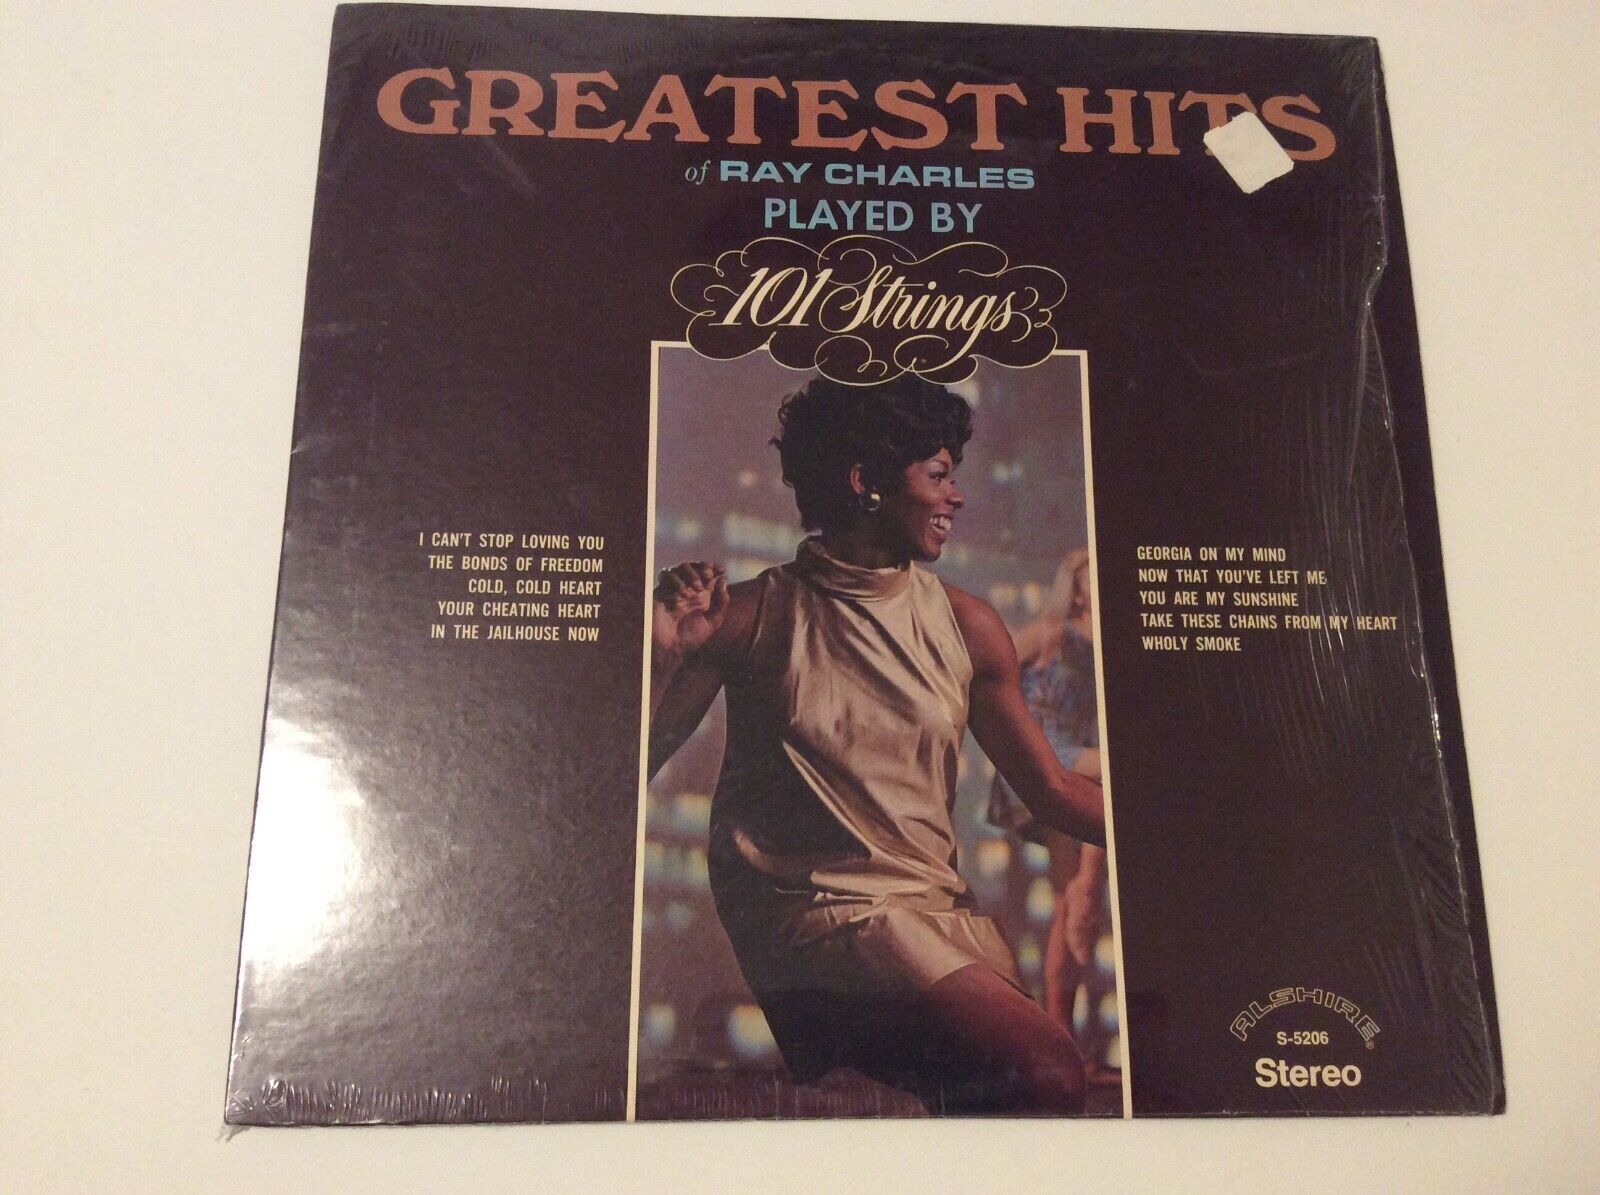 GREATEST HITS
of RAY CHARLES
PLAYED BY
101 Strings
I CAN'T STOP LOVING YOU
THE BONDS OF FREEDOM
COLD, COLD HEART
YOUR CHEATING HEART
IN THE JAILHOUSE NOW
GEORGIA ON MY MIND
NOW THAT YOU'VE LEFT ME
YOU ARE MY SUNSHINE
TAKE THESE CHAINS FROM MY HEART
WHOLY SMOKE
ALSHIRE®
S-5206
Stereo